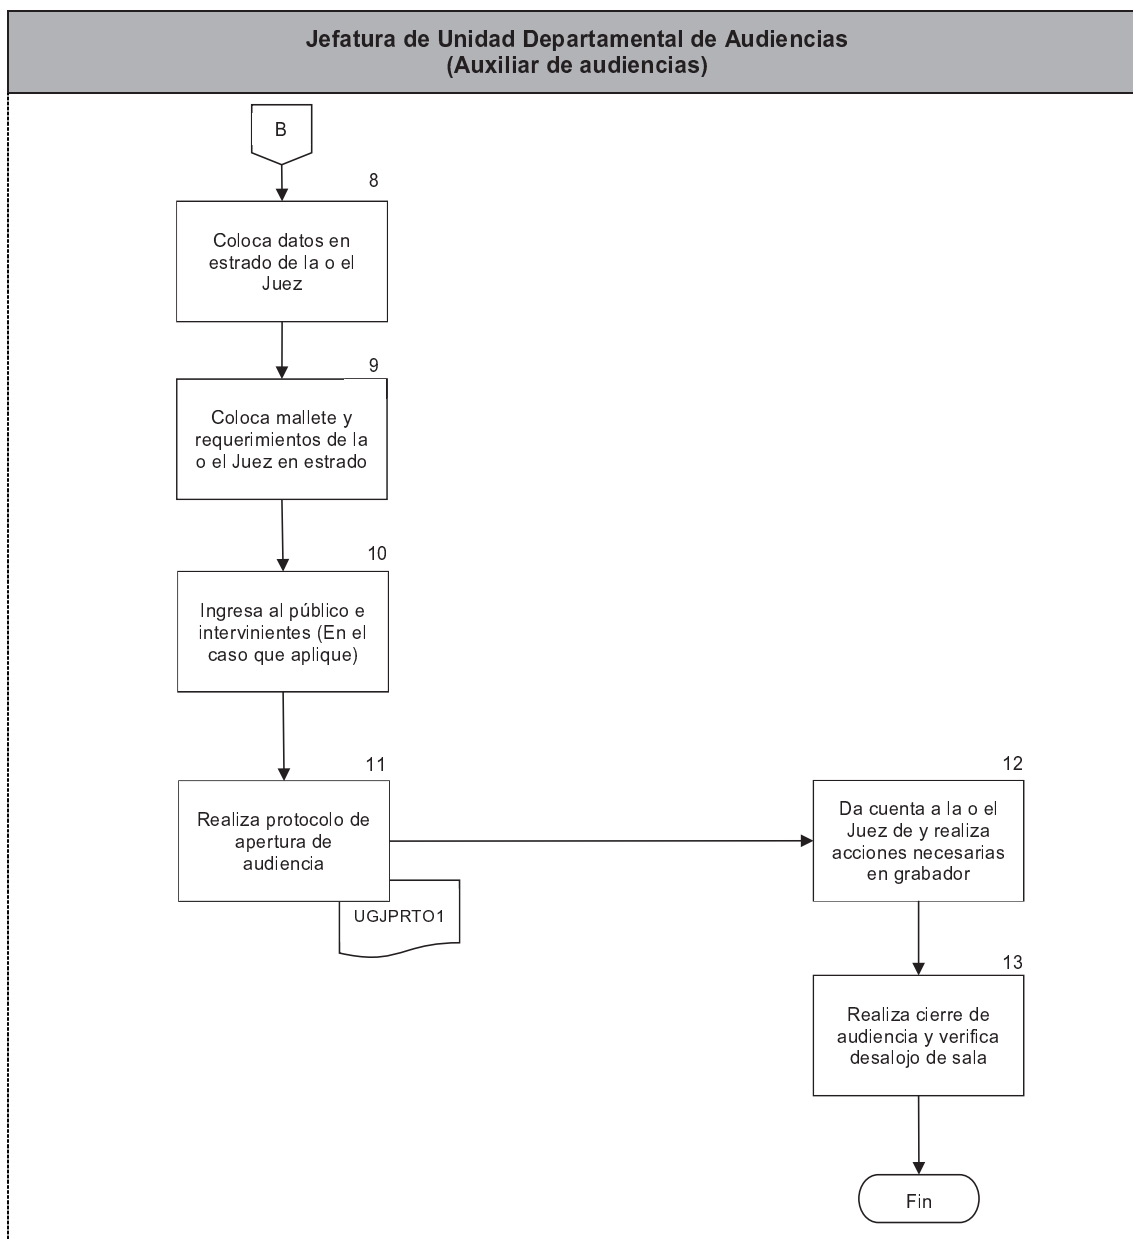 Jefatura de Unidad Departamental de Audiencias
(Auxiliar de audiencias)
B
8
Coloca datos en
estrado de la o el
Juez
9
Coloca mallete y
requerimientos de la
o el Juez en estrado
10
Ingresa al público e
intervinientes (En el
caso que aplique)
11
Realiza protocolo de
apertura de
audiencia
UGJPRTO1
12
Da cuenta a la o el
Juez de y realiza
acciones necesarias
en grabador
13
Realiza cierre de
audiencia y verifica
desalojo de sala
Fin